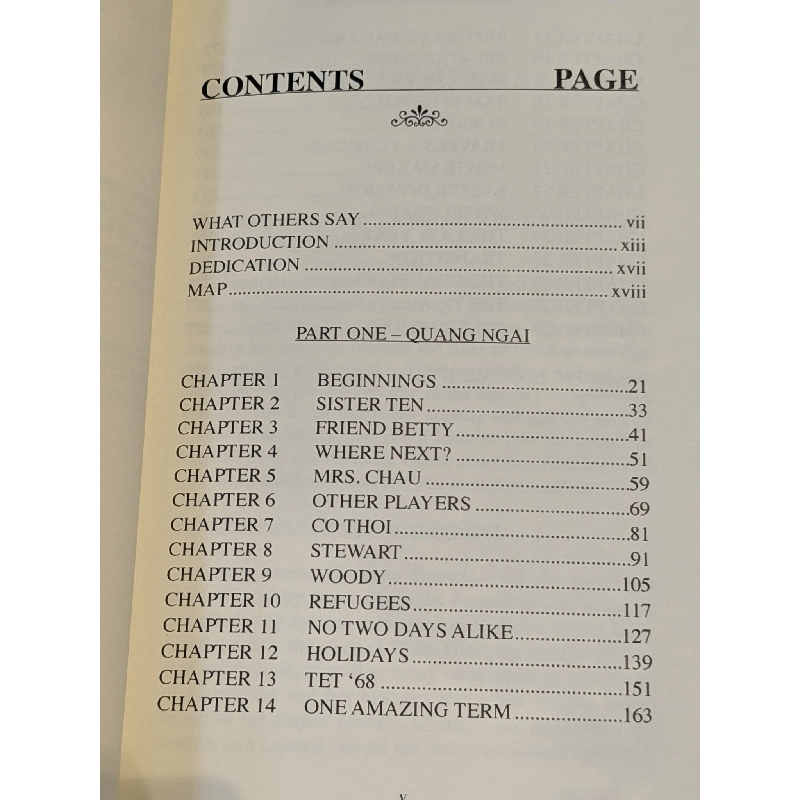 CONTENTS PAGE
WHAT OTHERS SAY ........ vii
INTRODUCTION ........ xiii
DEDICATION ........ xvii
MAP ........ xviii
PART ONE – QUANG NGAI
CHAPTER 1 BEGINNINGS ........ 21
CHAPTER 2 SISTER TEN ........ 33
CHAPTER 3 FRIEND BETTY ........ 41
CHAPTER 4 WHERE NEXT? ........ 51
CHAPTER 5 MRS. CHAU ........ 59
CHAPTER 6 OTHER PLAYERS ........ 69
CHAPTER 7 CO THOI ........ 81
CHAPTER 8 STEWART ........ 91
CHAPTER 9 WOODY ........ 105
CHAPTER 10 REFUGEES ........ 117
CHAPTER 11 NO TWO DAYS ALIKE ........ 127
CHAPTER 12 HOLIDAYS ........ 139
CHAPTER 13 TET ‘68 ........ 151
CHAPTER 14 ONE AMAZING TERM ........ 163
v